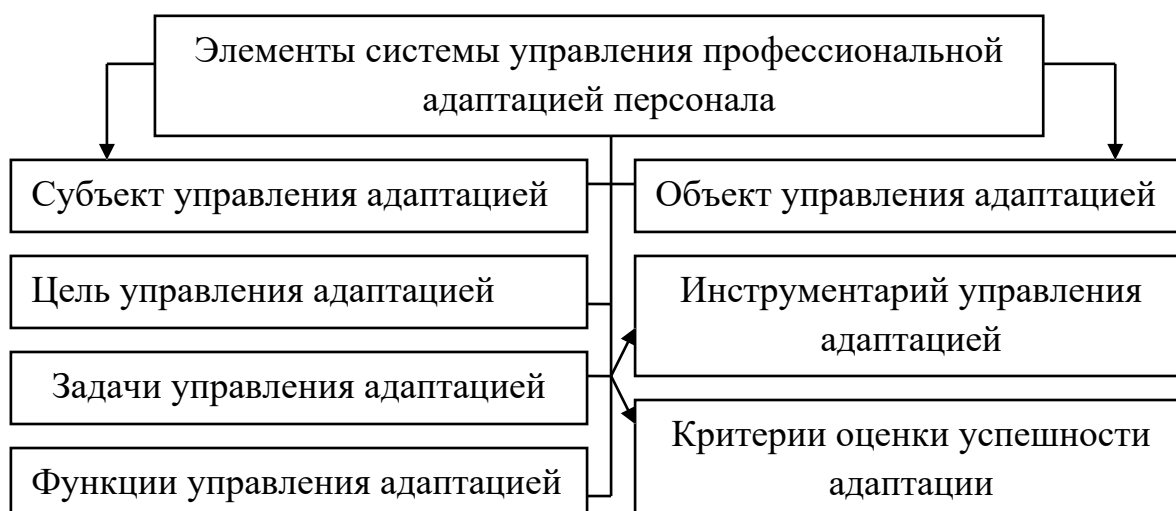 Элементы системы управления профессиональной
адаптацией персонала
Субъект управления адаптацией
Объект управления адаптацией
Цель управления адаптацией
Инструментарий управления
адаптацией
Задачи управления адаптацией
Критерии оценки успешности
адаптации
Функции управления адаптацией